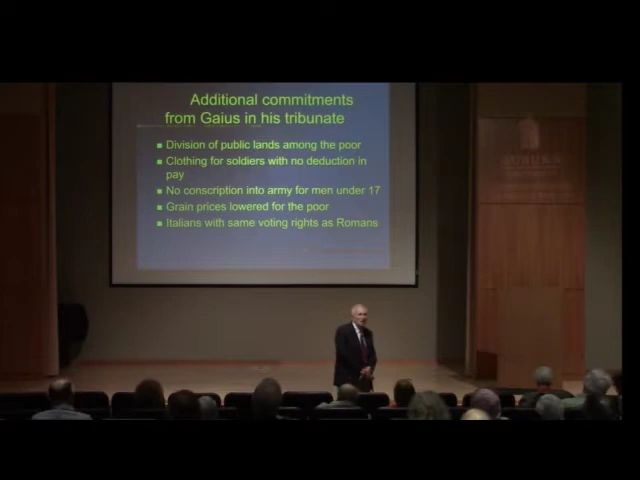 Additional commitments
from Gaius in his tribunate
Division of public lands among the poor
Clothing for soldiers with no deduction in
pay
No conscription into army for men under 17
Grain prices lowered for the poor
Italians with same voting rights as Romans